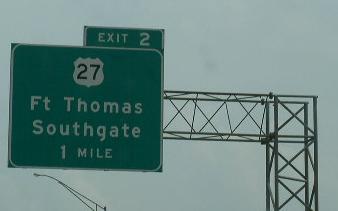 EXIT 2
27
Ft Thomas
Southgate
1 MILE